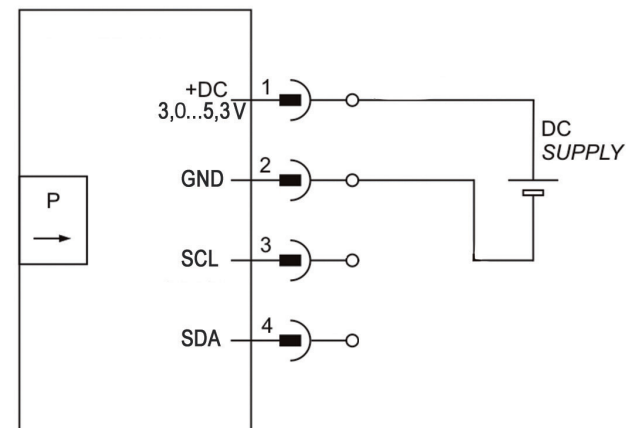 +DC
3,0...5,3V
1
DC
SUPPLY
GND
2
P
SCL
3
SDA
4